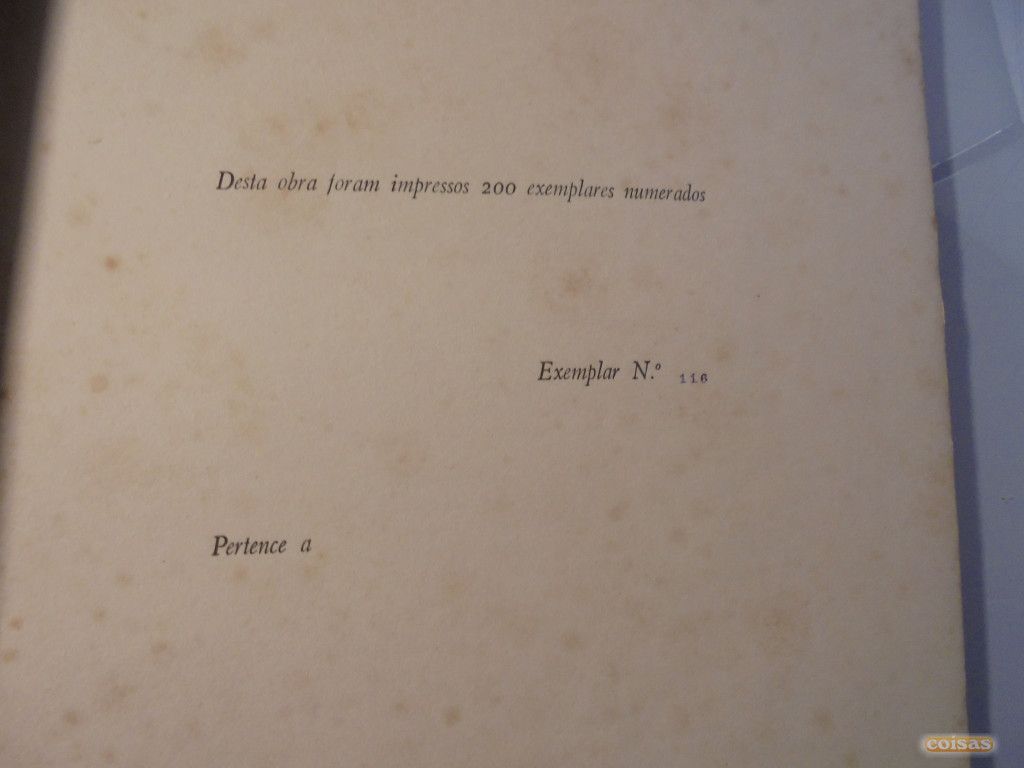 Desta obra foram impressos 200 exemplares numerados
Exemplar N.º 116
Pertence a
coisas